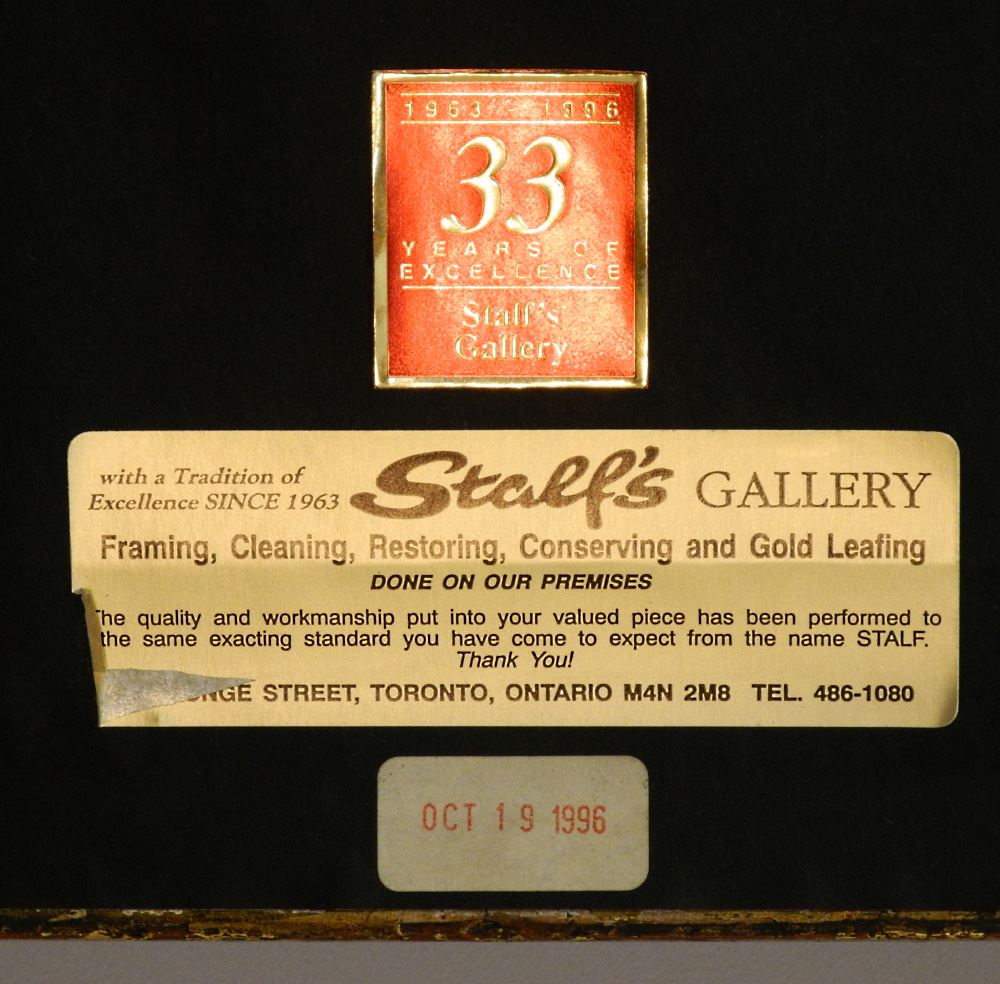 1963 - 1996
33
YEARS OF
EXCELLENCE
Stalf's
Gallery
with a Tradition of
Excellence SINCE 1963
Stalf's GALLERY
Framing, Cleaning, Restoring, Conserving and Gold Leafing
DONE ON OUR PREMISES
The quality and workmanship put into your valued piece has been performed to
the same exacting standard you have come to expect from the name STALF.
Thank You!
STREET, TORONTO, ONTARIO M4N 2M8 TEL. 486-1080
OCT 19 1996